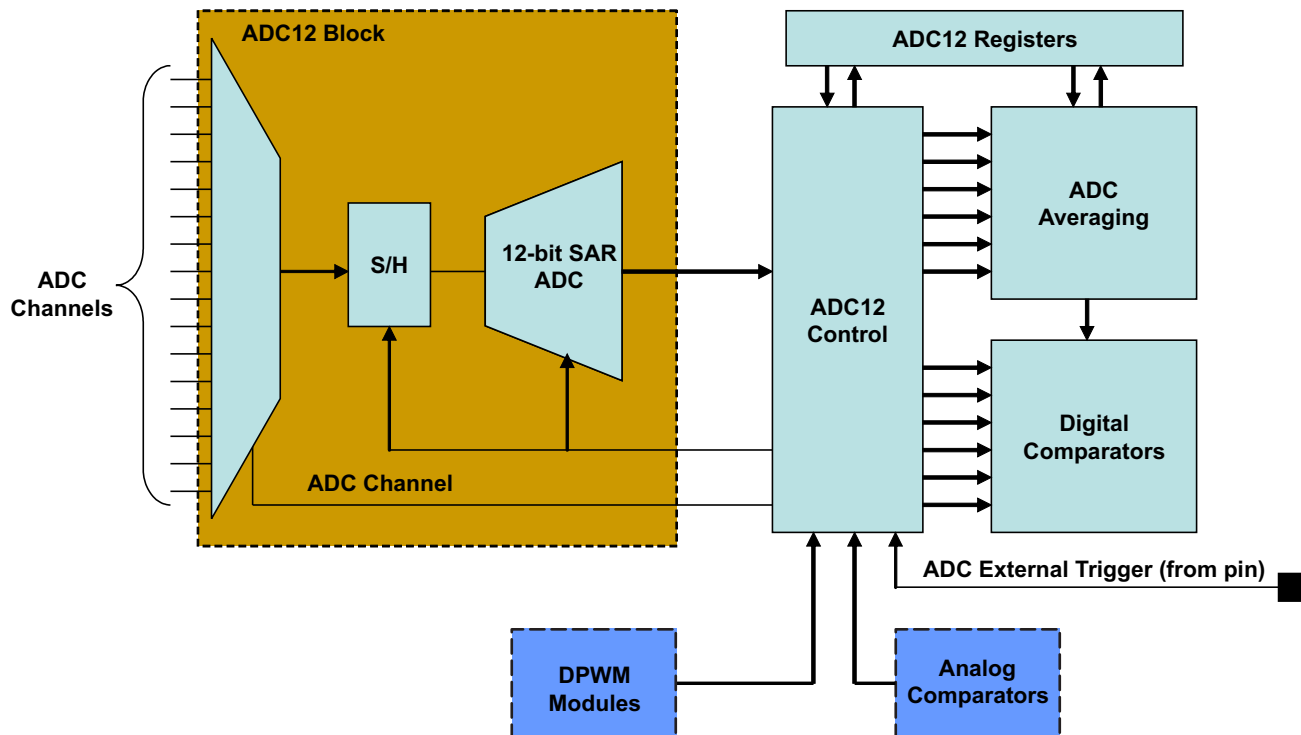 ADC12 Block
ADC12 Registers
ADC
Channels
S/H
12-bit SAR
ADC
ADC12
Control
ADC
Averaging
Digital
Comparators
ADC Channel
ADC External Trigger (from pin)
DPWM
Modules
Analog
Comparators